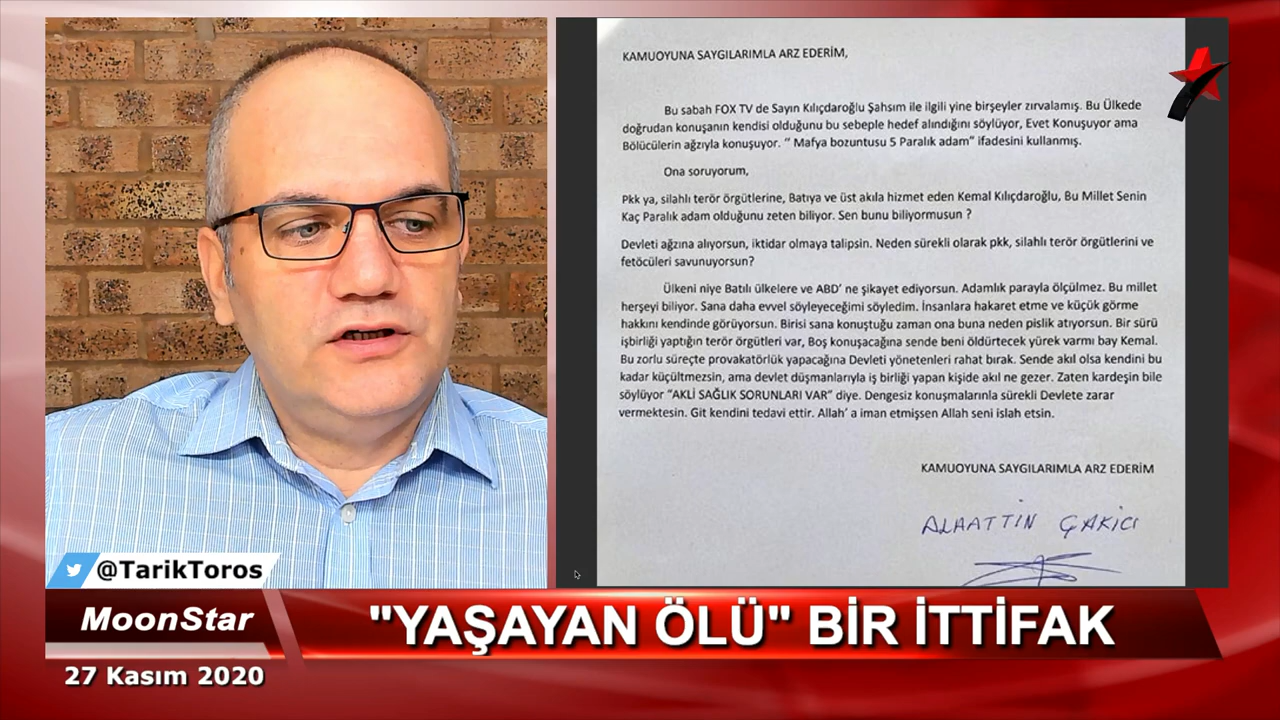 KAMUOYUNA SAYGILARIMLA ARZ EDERİM,
Bu sabah FOX TV de Sayın Kılıçdaroğlu Şahsım ile ilgili yine birşeyler zırvalamış. Bu Ülkede
doğrudan konuşanın kendisi olduğunu bu sebeple hedef alındığını söylüyor, Evet Konuşuyor ama
Bölücülerin ağzıyla konuşuyor. “ Mafya bozuntusu 5 Paralık adam” ifadesini kullanmış.
Ona soruyorum,
Pkk ya, silahlı terör örgütlerine, Batıya ve üst akıla hizmet eden Kemal Kılıçdaroğlu, Bu Millet Senin
Kaç Paralık adam olduğunu zeten biliyor. Sen bunu biliyormusun ?
Devleti ağzına alıyorsun, iktidar olmaya talipsin. Neden sürekli olarak pkk, silahlı terör örgütlerini ve
fetöcüleri savunuyorsun?
Ülkeni niye Batılı ülkelere ve ABD’ ne şikayet ediyorsun. Adamlık parayla ölçülmez. Bu millet
herşeyi biliyor. Sana daha evvel söyleyeceğimi söyledim. İnsanlara hakaret etme ve küçük görme
hakkını kendinde görüyorsun. Birisi sana konuştuğu zaman ona buna neden pislik atıyorsun. Bir sürü
işbirliği yaptığın terör örgütleri var, Boş konuşacağına sende beni öldürtecek yürek varmı bay Kemal.
Bu zorlu süreçte provakatörlük yapacağına Devleti yönetenleri rahat bırak. Sende akıl olsa kendini bu
kadar küçültmezsin, ama devlet düşmanlarıyla iş birliği yapan kişide akıl ne gezer. Zaten kardeşin bile
söylüyor “AKLİ SAĞLIK SORUNLARI VAR” diye. Dengesiz konuşmalarınla sürekli Devlete zarar
vermektesin. Git kendini tedavi ettir. Allah’ a iman etmişsen Allah seni islah etsin.
KAMUOYUNA SAYGILARIMLA ARZ EDERİM
ALAATTİN ÇAKICI
@TarikToros
MoonStar
"YAŞAYAN ÖLÜ" BİR İTTİFAK
27 Kasım 2020